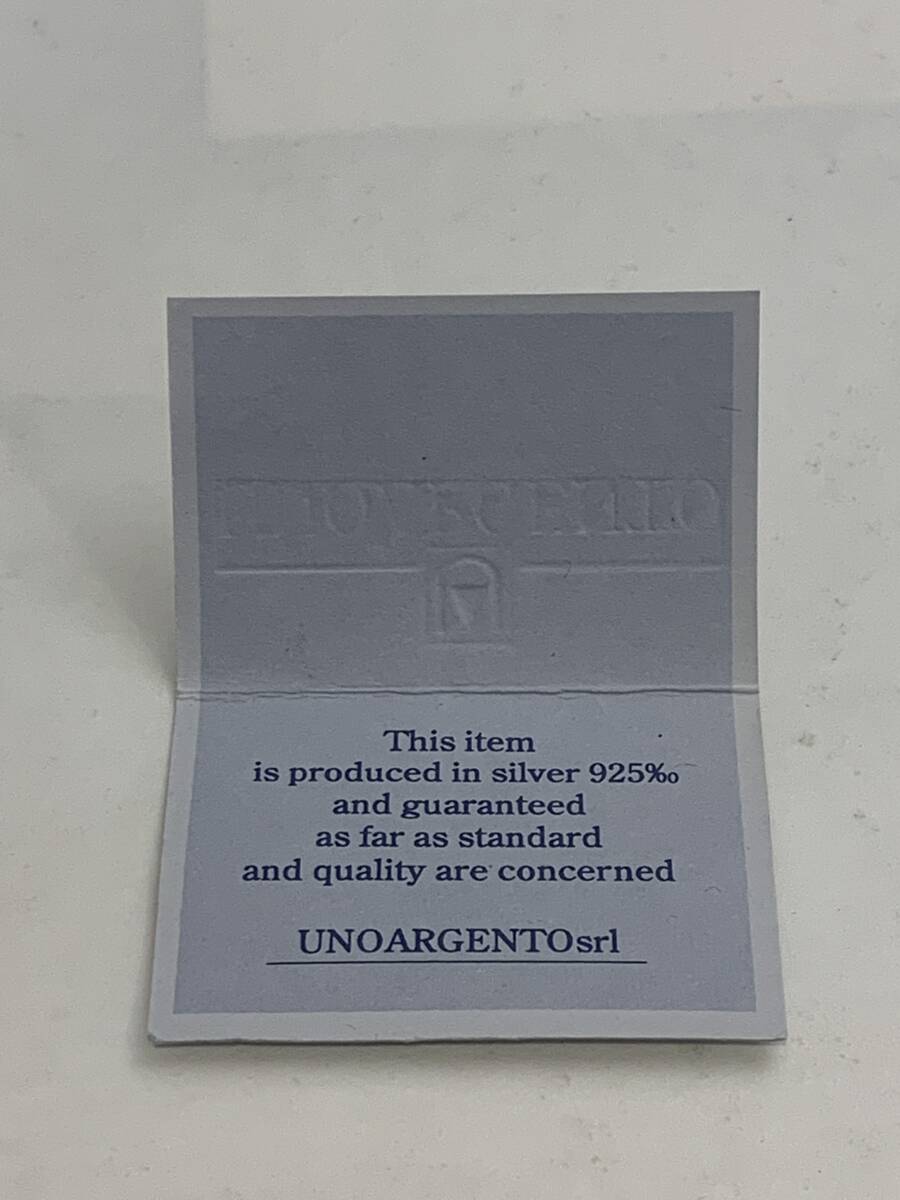 This item
is produced in silver 925‰
and guaranteed
as far as standard
and quality are concerned
UNOARGENTOsrl